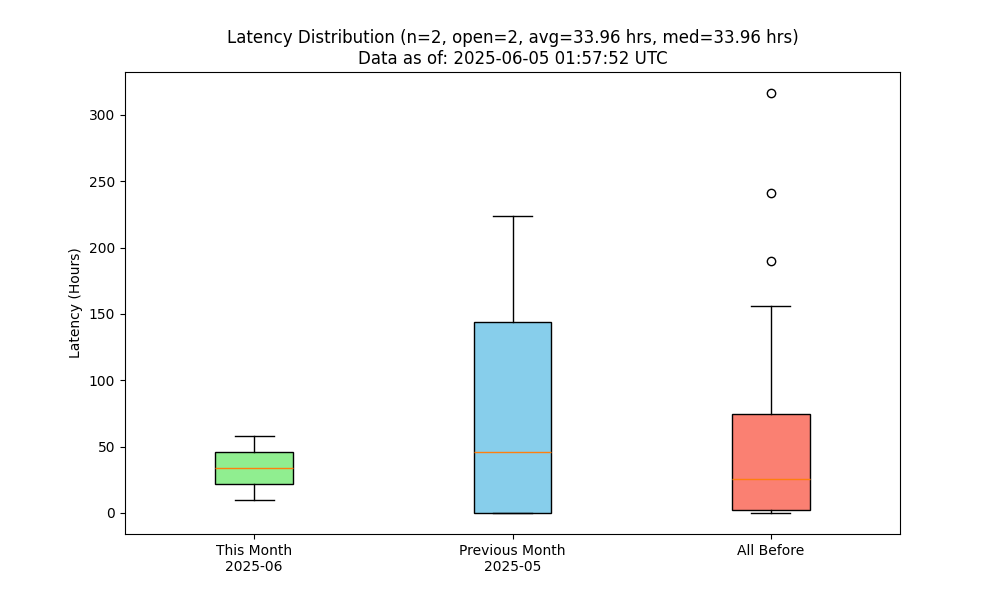 Latency Distribution (n=2, open=2, avg=33.96 hrs, med=33.96 hrs)
Data as of: 2025-06-05 01:57:52 UTC
Latency (Hours)
300
250
200
150
100
50
0
This Month
2025-06
Previous Month
2025-05
All Before